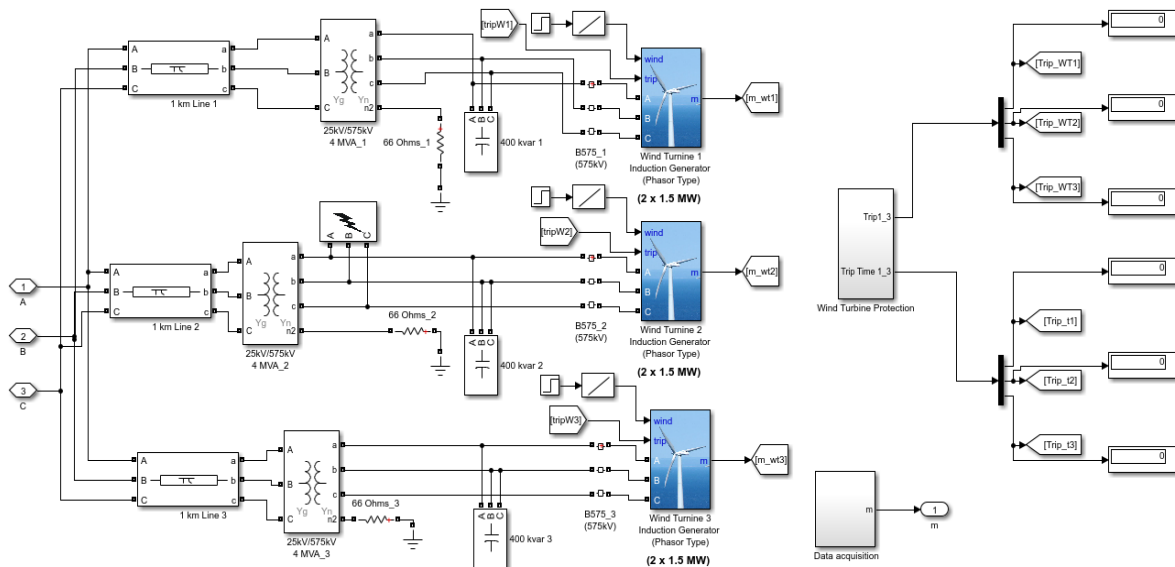 [tripW1]
A
B
C
a
b
c
1 km Line 1
A
B
C
a
b
c
n2
Yg
Yn
25kV/575kV
4 MVA_1
66 Ohms_1
A
B
C
400 kvar 1
B575_1
(575kV)
wind
trip
A
B
C
m
Wind Turnine 1
Induction Generator
(Phasor Type)
(2 x 1.5 MW)
[m_wt1]
A
B
C
[tripW2]
1
A
2
B
3
C
A
B
C
a
b
c
1 km Line 2
A
B
C
a
b
c
n2
Yg
Yn
25kV/575kV
4 MVA_2
66 Ohms_2
A
B
C
400 kvar 2
B575_2
(575kV)
wind
trip
A
B
C
m
Wind Turnine 2
Induction Generator
(Phasor Type)
(2 x 1.5 MW)
[m_wt2]
[tripW3]
A
B
C
a
b
c
1 km Line 3
A
B
C
a
b
c
n2
Yg
Yn
25kV/575kV
4 MVA_3
66 Ohms_3
A
B
C
400 kvar 3
B575_3
(575kV)
wind
trip
A
B
C
m
Wind Turnine 3
Induction Generator
(Phasor Type)
(2 x 1.5 MW)
[m_wt3]
Trip1_3
Trip Time 1_3
Wind Turbine Protection
0
[Trip_WT1]
0
[Trip_WT2]
[Trip_WT3]
0
0
[Trip_t1]
0
[Trip_t2]
[Trip_t3]
0
m
Data acquisition
1
m